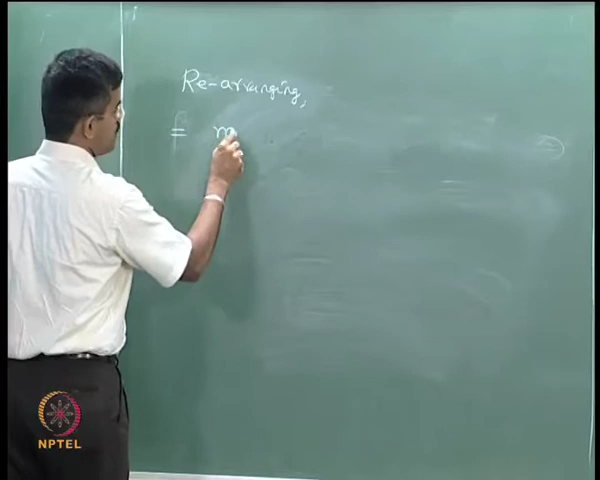 Re-arranging,
= m
NPTEL